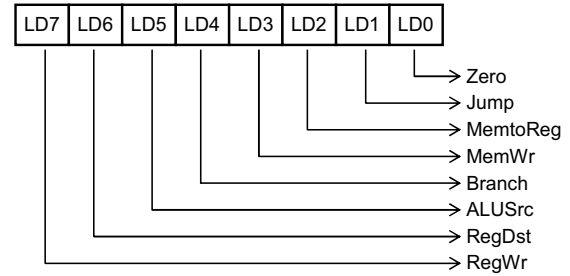 LD7 LD6 LD5 LD4 LD3 LD2 LD1 LD0
Zero
Jump
MemtoReg
MemWr
Branch
ALUSrc
RegDst
RegWr